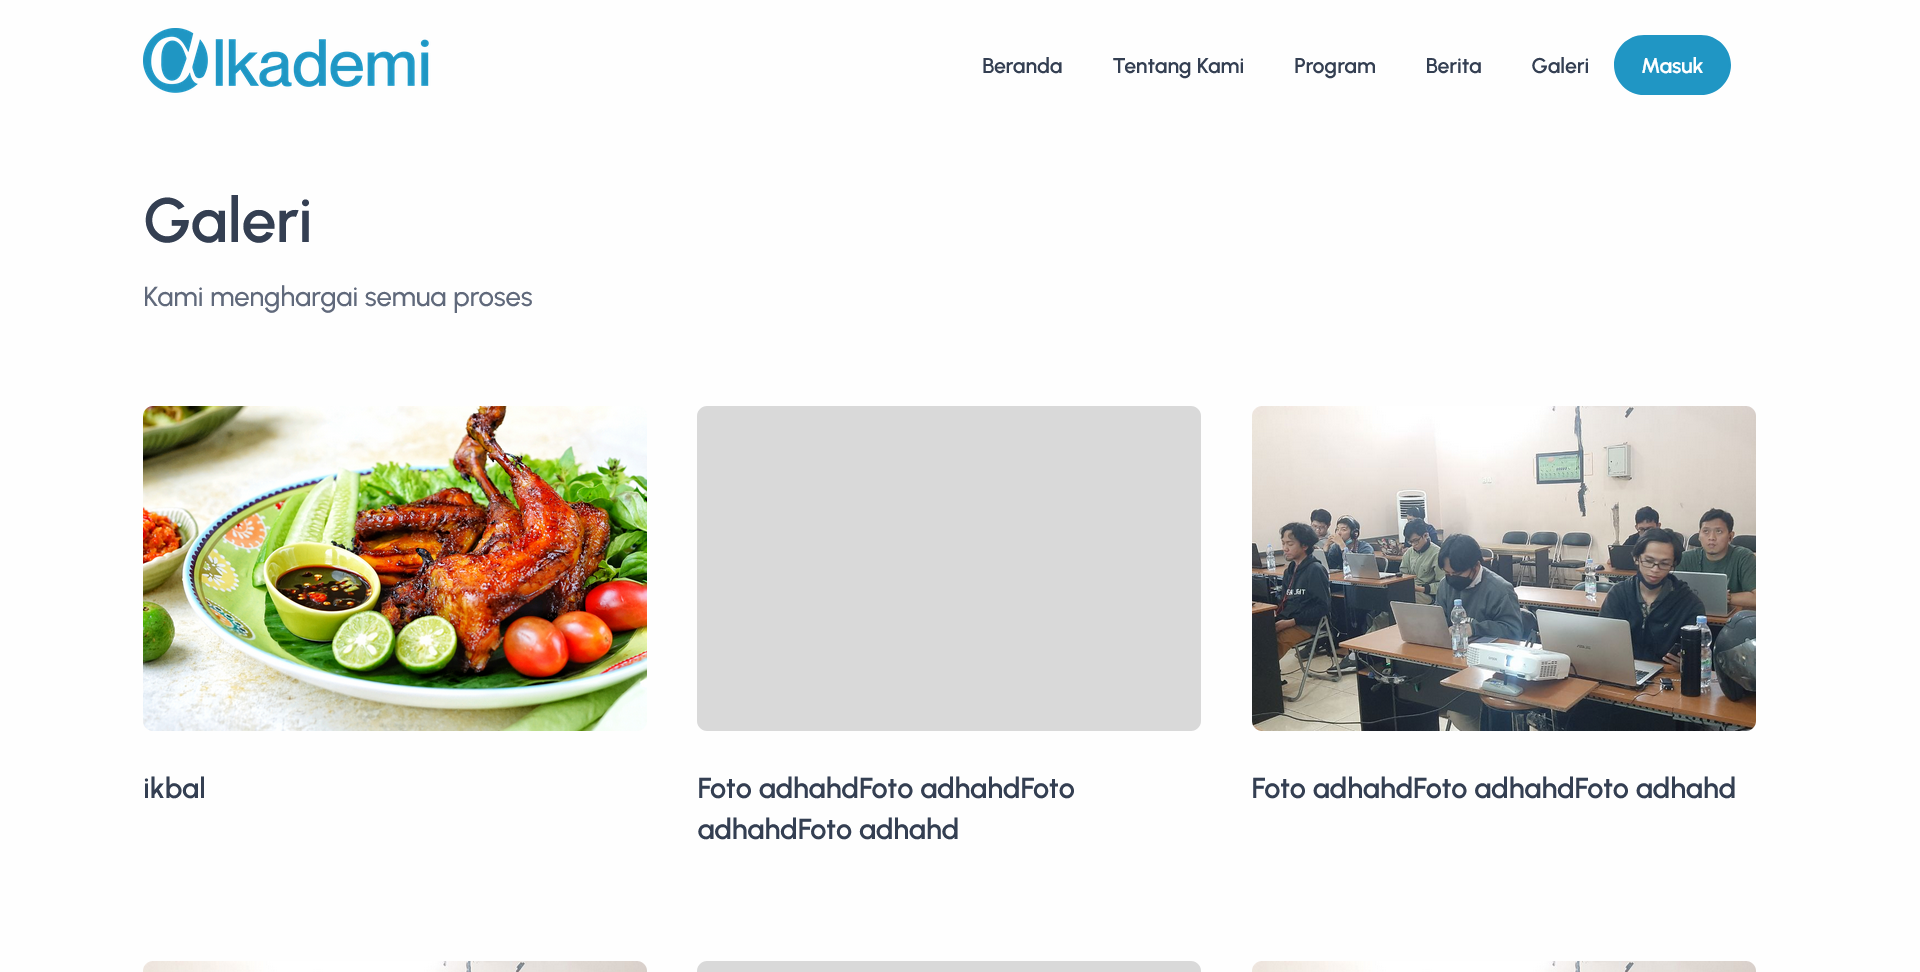 alkademi
Beranda
Tentang Kami
Program
Berita
Galeri
Masuk
Galeri
Kami menghargai semua proses
ikbal
Foto adhahdFoto adhahdFoto
adhahdFoto adhahd
Foto adhahdFoto adhahdFoto adhahd